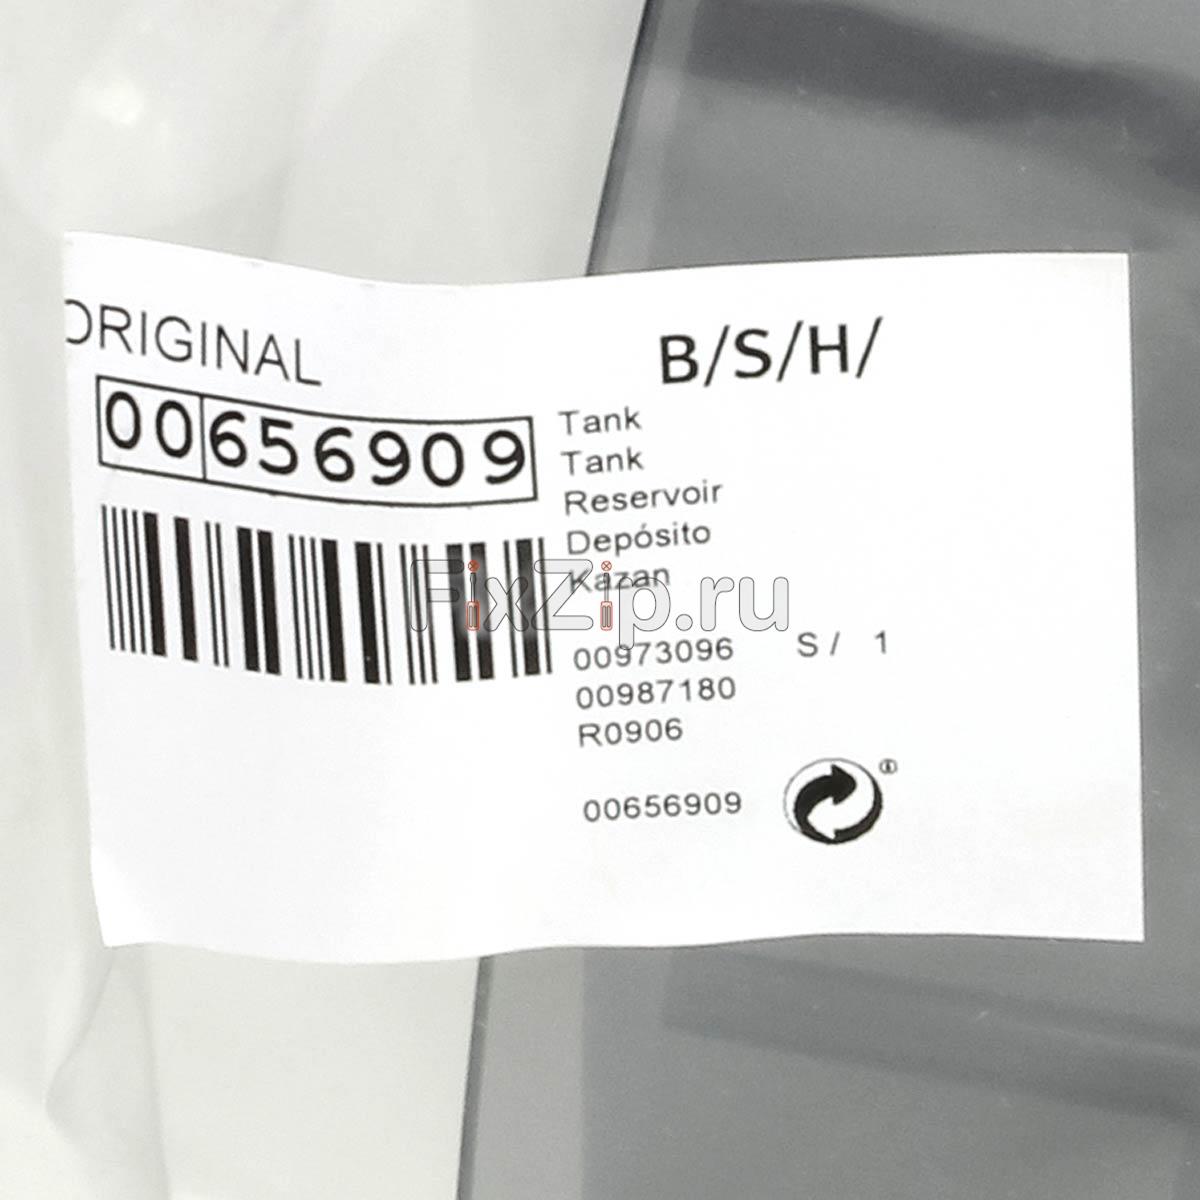 ORIGINAL
B/S/H/
00656909
Tank
Tank
Reservoir
Depósito
Kazan
FixZip.ru
00973096 S/ 1
00987180
R0906
00656909